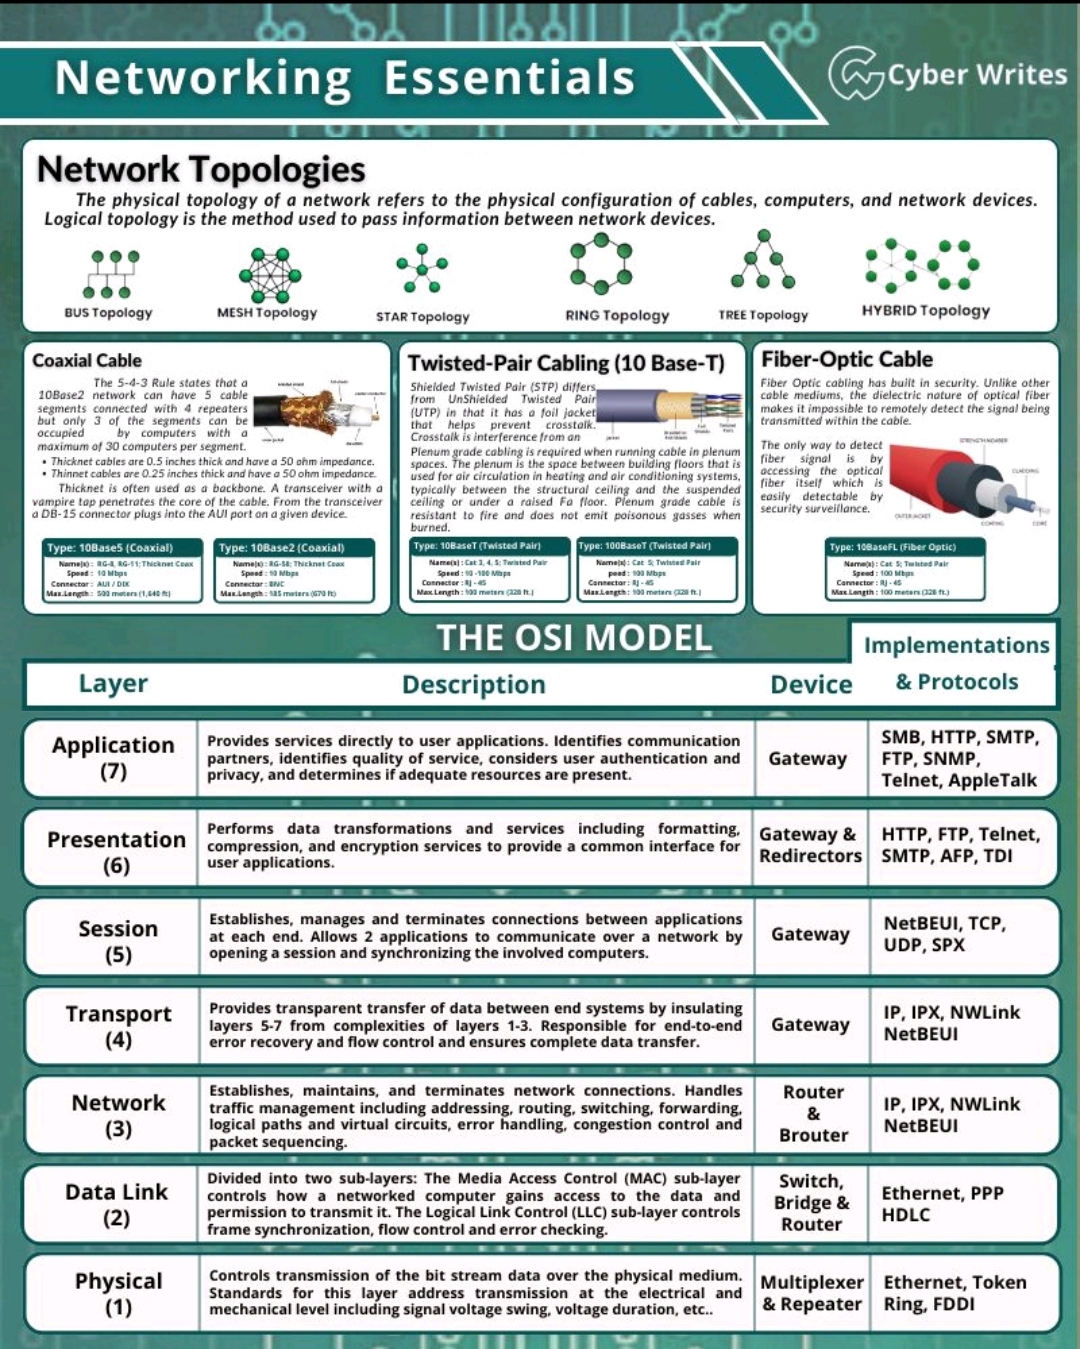 Networking Essentials
Cyber Writes
Network Topologies
The physical topology of a network refers to the physical configuration of cables, computers, and network devices.
Logical topology is the method used to pass information between network devices.
BUS Topology
MESH Topology
STAR Topology
RING Topology
TREE Topology
HYBRID Topology
Coaxial Cable
The 5-4-3 Rule states that a
10Base2 network can have 5 cable
segments connected with 4 repeaters
but only 3 of the segments can be
occupied by computers with a
maximum of 30 computers per segment.
• Thicknet cables are 0.5 inches thick and have a 50 ohm impedance.
• Thinnet cables are 0.25 inches thick and have a 50 ohm impedance.
Thicknet is often used as a backbone. A transceiver with a
vampire tap penetrates the core of the cable. From the transceiver
a DB-15 connector plugs into the AUI port on a given device.
Type: 10Base5 (Coaxial)
Name(s) : RG-8, RG-11; Thicknet Coax
Speed : 10 Mbps
Connector : AUI / DIX
Max.Length : 500 meters (1,640 ft)
Type: 10Base2 (Coaxial)
Name(s) : RG-58; Thicknet Coax
Speed : 10 Mbps
Connector : BNC
Max.Length : 185 meters (670 ft)
Twisted-Pair Cabling (10 Base-T)
Shielded Twisted Pair (STP) differs
from UnShielded Twisted Pair
(UTP) in that it has a foil jacket
that helps prevent crosstalk.
Crosstalk is interference from an
Plenum grade cabling is required when running cable in plenum
spaces. The plenum is the space between building floors that is
used for air circulation in heating and air conditioning systems,
typically between the structural ceiling and the suspended
ceiling or under a raised Fa floor. Plenum grade cable is
resistant to fire and does not emit poisonous gasses when
burned.
Jacket
Foil Shields
Twisted Pairs
Type: 10BaseT (Twisted Pair)
Name(s) : Cat 3, 4, 5; Twisted Pair
Speed : 10 -100 Mbps
Connector : RJ - 45
Max.Length : 100 meters (328 ft.)
Type: 100BaseT (Twisted Pair)
Name(s) : Cat 5; Twisted Pair
peed : 100 Mbps
Connector : RJ - 45
Max.Length : 100 meters (328 ft.)
Fiber-Optic Cable
Fiber Optic cabling has built in security. Unlike other
cable mediums, the dielectric nature of optical fiber
makes it impossible to remotely detect the signal being
transmitted within the cable.
The only way to detect
fiber signal is by
accessing the optical
fiber itself which is
easily detectable by
security surveillance.
STRENGTH MEMBER
CLADDING
OUTER JACKET
COATING
CORE
Type: 10BaseFL (Fiber Optic)
Name(s) : Cat 5; Twisted Pair
Speed : 100 Mbps
Connector : RJ - 45
Max.Length : 100 meters (328 ft.)
THE OSI MODEL
Layer
Description
Device
Implementations
& Protocols
Application
(7)
Provides services directly to user applications. Identifies communication
partners, identifies quality of service, considers user authentication and
privacy, and determines if adequate resources are present.
Gateway
SMB, HTTP, SMTP,
FTP, SNMP,
Telnet, AppleTalk
Presentation
(6)
Performs data transformations and services including formatting,
compression, and encryption services to provide a common interface for
user applications.
Gateway &
Redirectors
HTTP, FTP, Telnet,
SMTP, AFP, TDI
Session
(5)
Establishes, manages and terminates connections between applications
at each end. Allows 2 applications to communicate over a network by
opening a session and synchronizing the involved computers.
Gateway
NetBEUI, TCP,
UDP, SPX
Transport
(4)
Provides transparent transfer of data between end systems by insulating
layers 5-7 from complexities of layers 1-3. Responsible for end-to-end
error recovery and flow control and ensures complete data transfer.
Gateway
IP, IPX, NWLink
NetBEUI
Network
(3)
Establishes, maintains, and terminates network connections. Handles
traffic management including addressing, routing, switching, forwarding,
logical paths and virtual circuits, error handling, congestion control and
packet sequencing.
Router
&
Brouter
IP, IPX, NWLink
NetBEUI
Data Link
(2)
Divided into two sub-layers: The Media Access Control (MAC) sub-layer
controls how a networked computer gains access to the data and
permission to transmit it. The Logical Link Control (LLC) sub-layer controls
frame synchronization, flow control and error checking.
Switch,
Bridge &
Router
Ethernet, PPP
HDLC
Physical
(1)
Controls transmission of the bit stream data over the physical medium.
Standards for this layer address transmission at the electrical and
mechanical level including signal voltage swing, voltage duration, etc..
Multiplexer
& Repeater
Ethernet, Token
Ring, FDDI